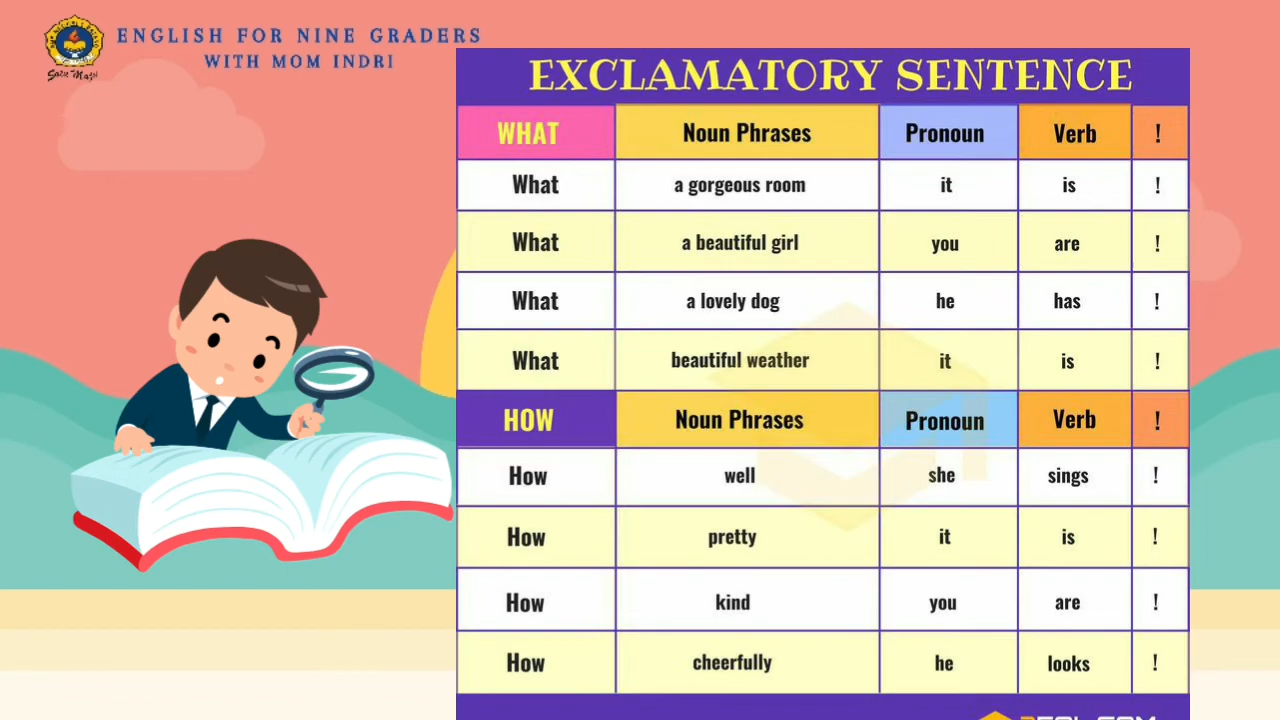 ENGLISH FOR NINE GRADERS
WITH MOM INDRI
EXCLAMATORY SENTENCE
WHAT Noun Phrases Pronoun Verb !
What a gorgeous room it is !
What a beautiful girl you are !
What a lovely dog he has !
What beautiful weather it is !
HOW Noun Phrases Pronoun Verb !
How well she sings !
How pretty it is !
How kind you are !
How cheerfully he looks !